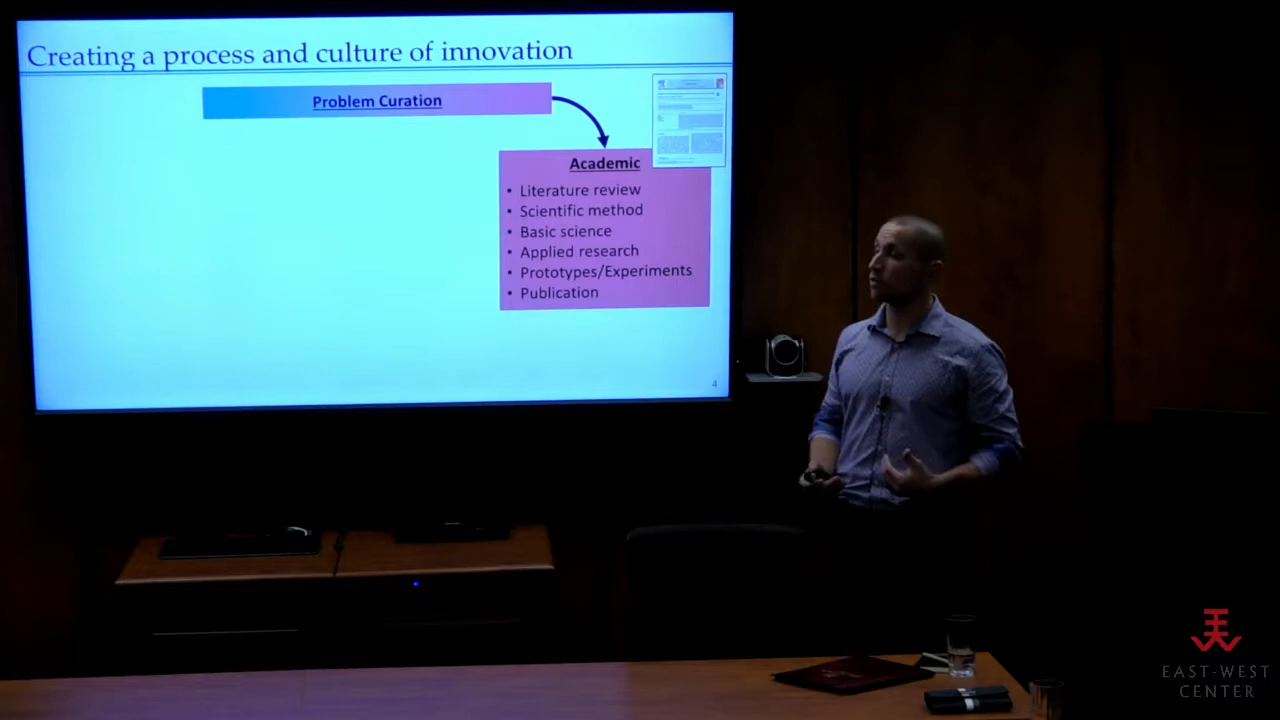 Creating a process and culture of innovation
Problem Curation
Academic
• Literature review
• Scientific method
• Basic science
• Applied research
• Prototypes/Experiments
• Publication
4
EAST-WEST
CENTER